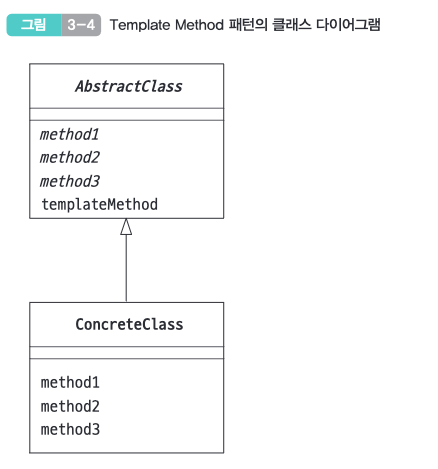 그림 3-4 Template Method 패턴의 클래스 다이어그램
AbstractClass
method1
method2
method3
templateMethod
ConcreteClass
method1
method2
method3